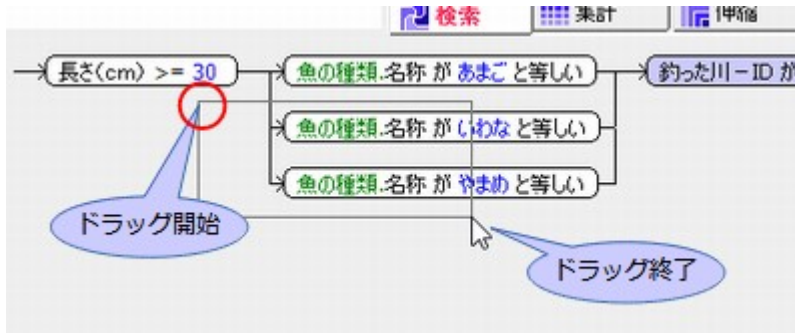 検索 集計 伸縮
長さ(cm) >= 30
魚の種類.名称 が あまご と等しい
釣った川－ID が
魚の種類.名称 が いわな と等しい
魚の種類.名称 が やまめ と等しい
ドラッグ開始
ドラッグ終了